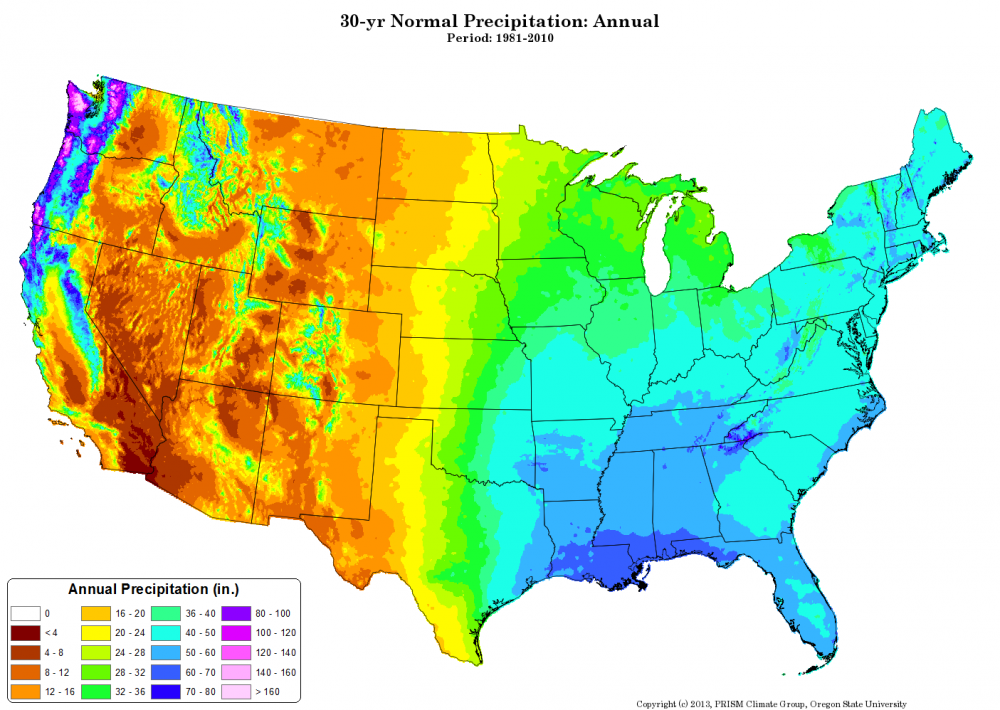 30-yr Normal Precipitation: Annual
Period: 1981-2010
Annual Precipitation (in.)
0 16 - 20 36 - 40 80 - 100
< 4 20 - 24 40 - 50 100 - 120
4 - 8 24 - 28 50 - 60 120 - 140
8 - 12 28 - 32 60 - 70 140 - 160
12 - 16 32 - 36 70 - 80 > 160
Copyright (c) 2013, PRISM Climate Group, Oregon State University